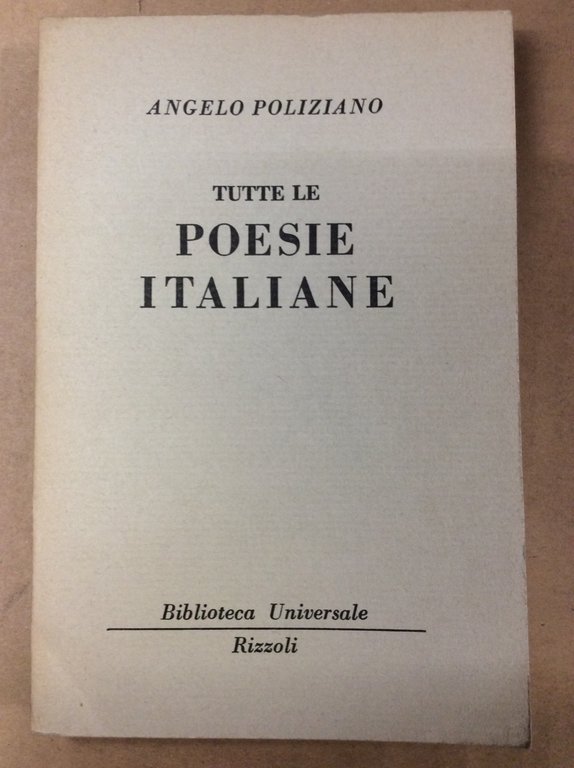 ANGELO POLIZIANO
TUTTE LE
POESIE
ITALIANE
Biblioteca Universale
Rizzoli